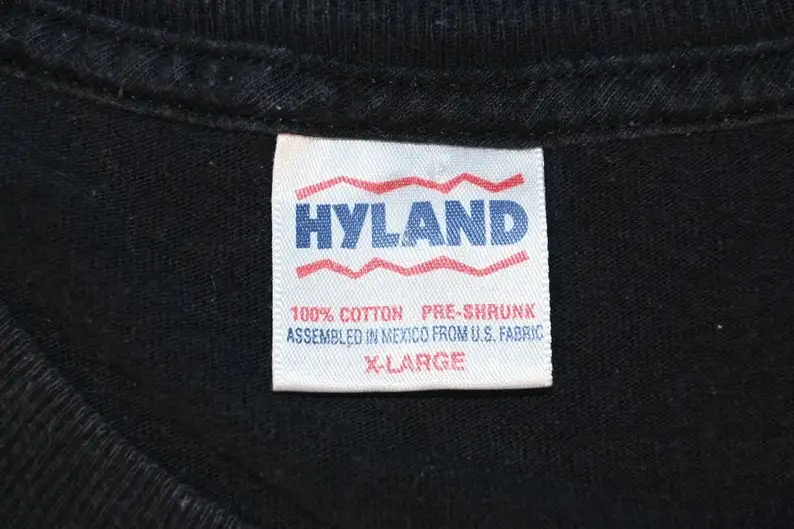 HYLAND
100% COTTON PRE-SHRUNK
ASSEMBLED IN MEXICO FROM U.S. FABRIC
X-LARGE